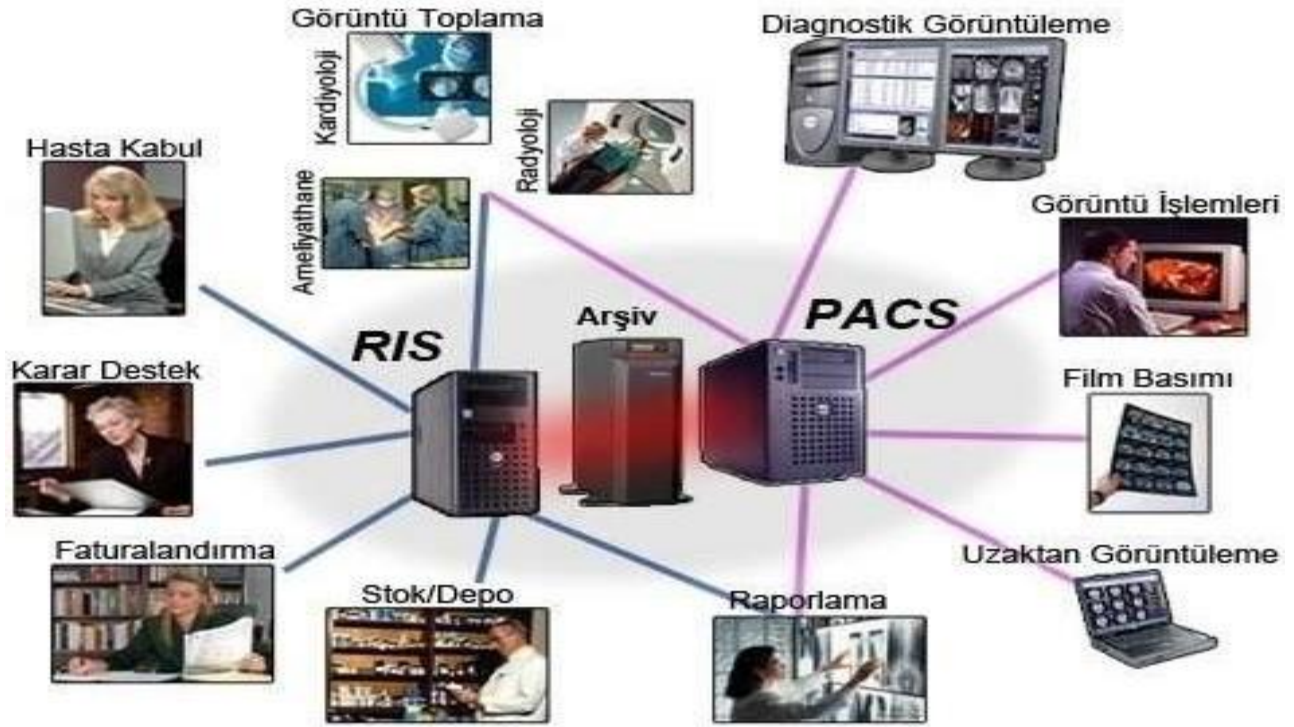 Görüntü Toplama
Diagnostik Görüntüleme
Kardiyoloji
Radyoloji
Hasta Kabul
Ameliyathane
Görüntü İşlemleri
RIS
Arşiv
PACS
Karar Destek
Film Basımı
Faturalandırma
Uzaktan Görüntüleme
Stok/Depo
Raporlama